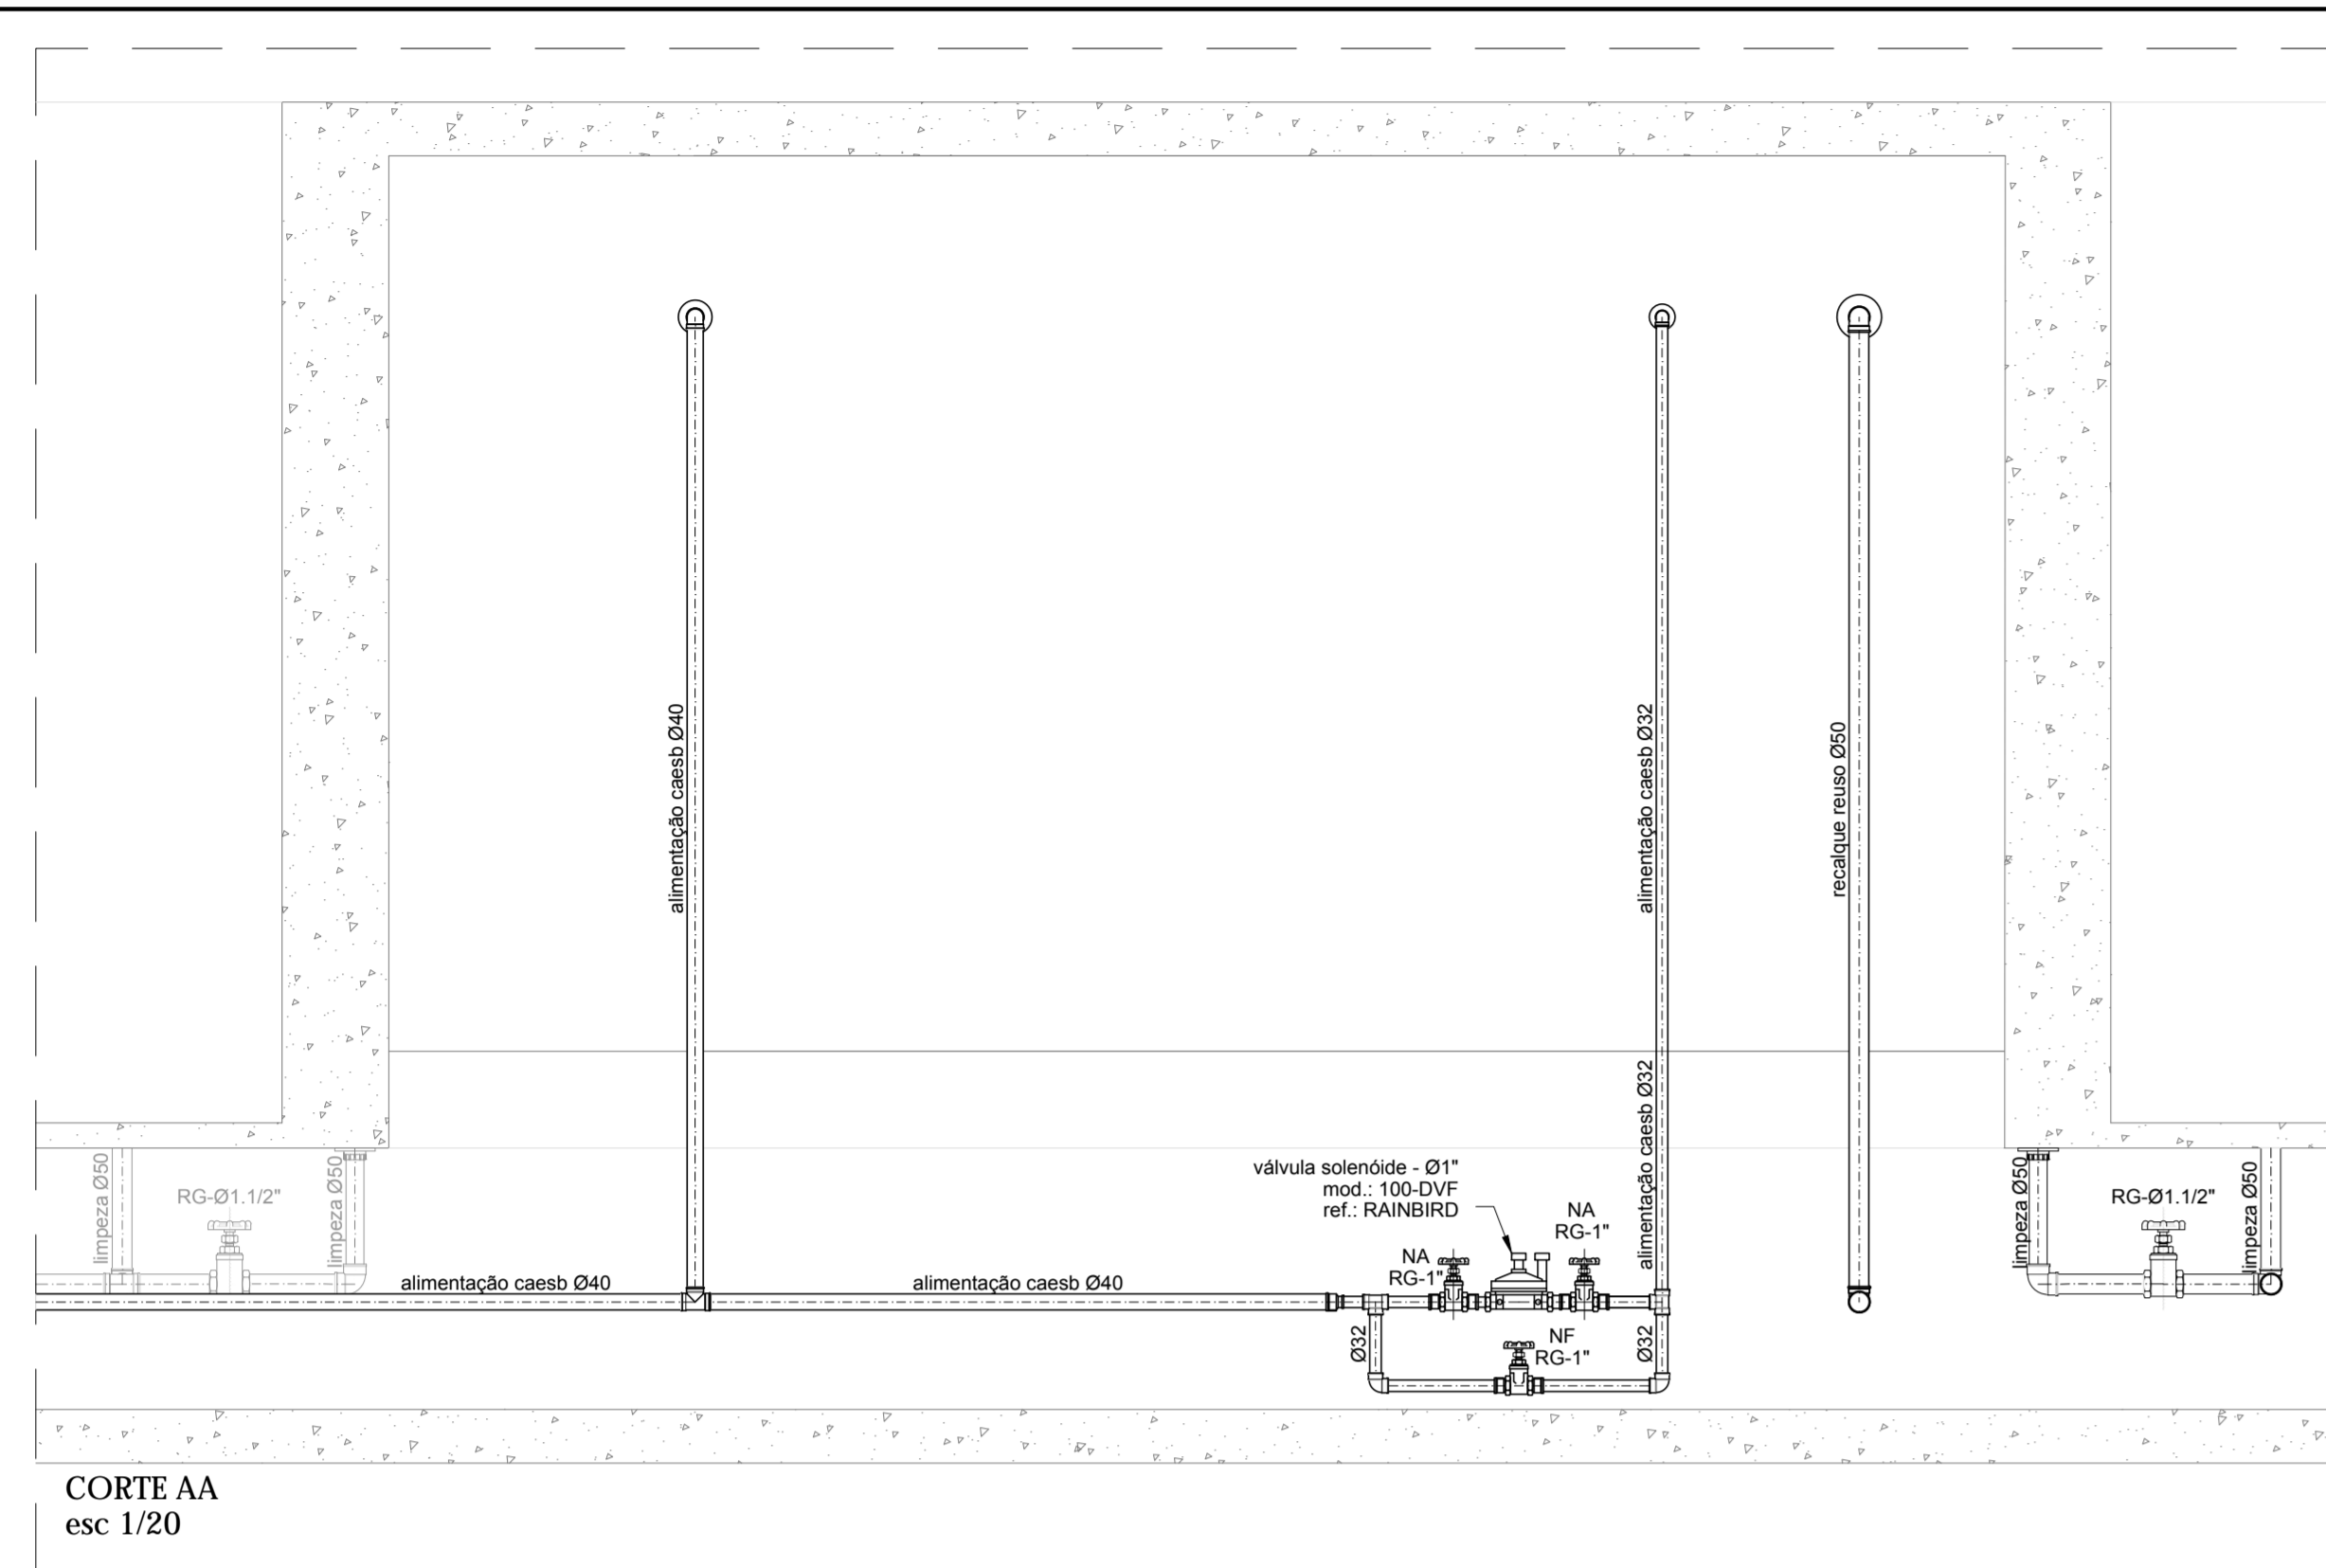 alimentação caesb Ø40
alimentação caesb Ø32
recalque reuso Ø50
alimentação caesb Ø32
limpeza Ø50
RG-Ø1.1/2"
limpeza Ø50
válvula solenóide - Ø1"
mod.: 100-DVF
ref.: RAINBIRD
NA
RG-1"
NA
RG-1"
limpeza Ø50
RG-Ø1.1/2"
limpeza Ø50
alimentação caesb Ø40
alimentação caesb Ø40
Ø32
NF
RG-1"
Ø32
CORTE AA
esc 1/20